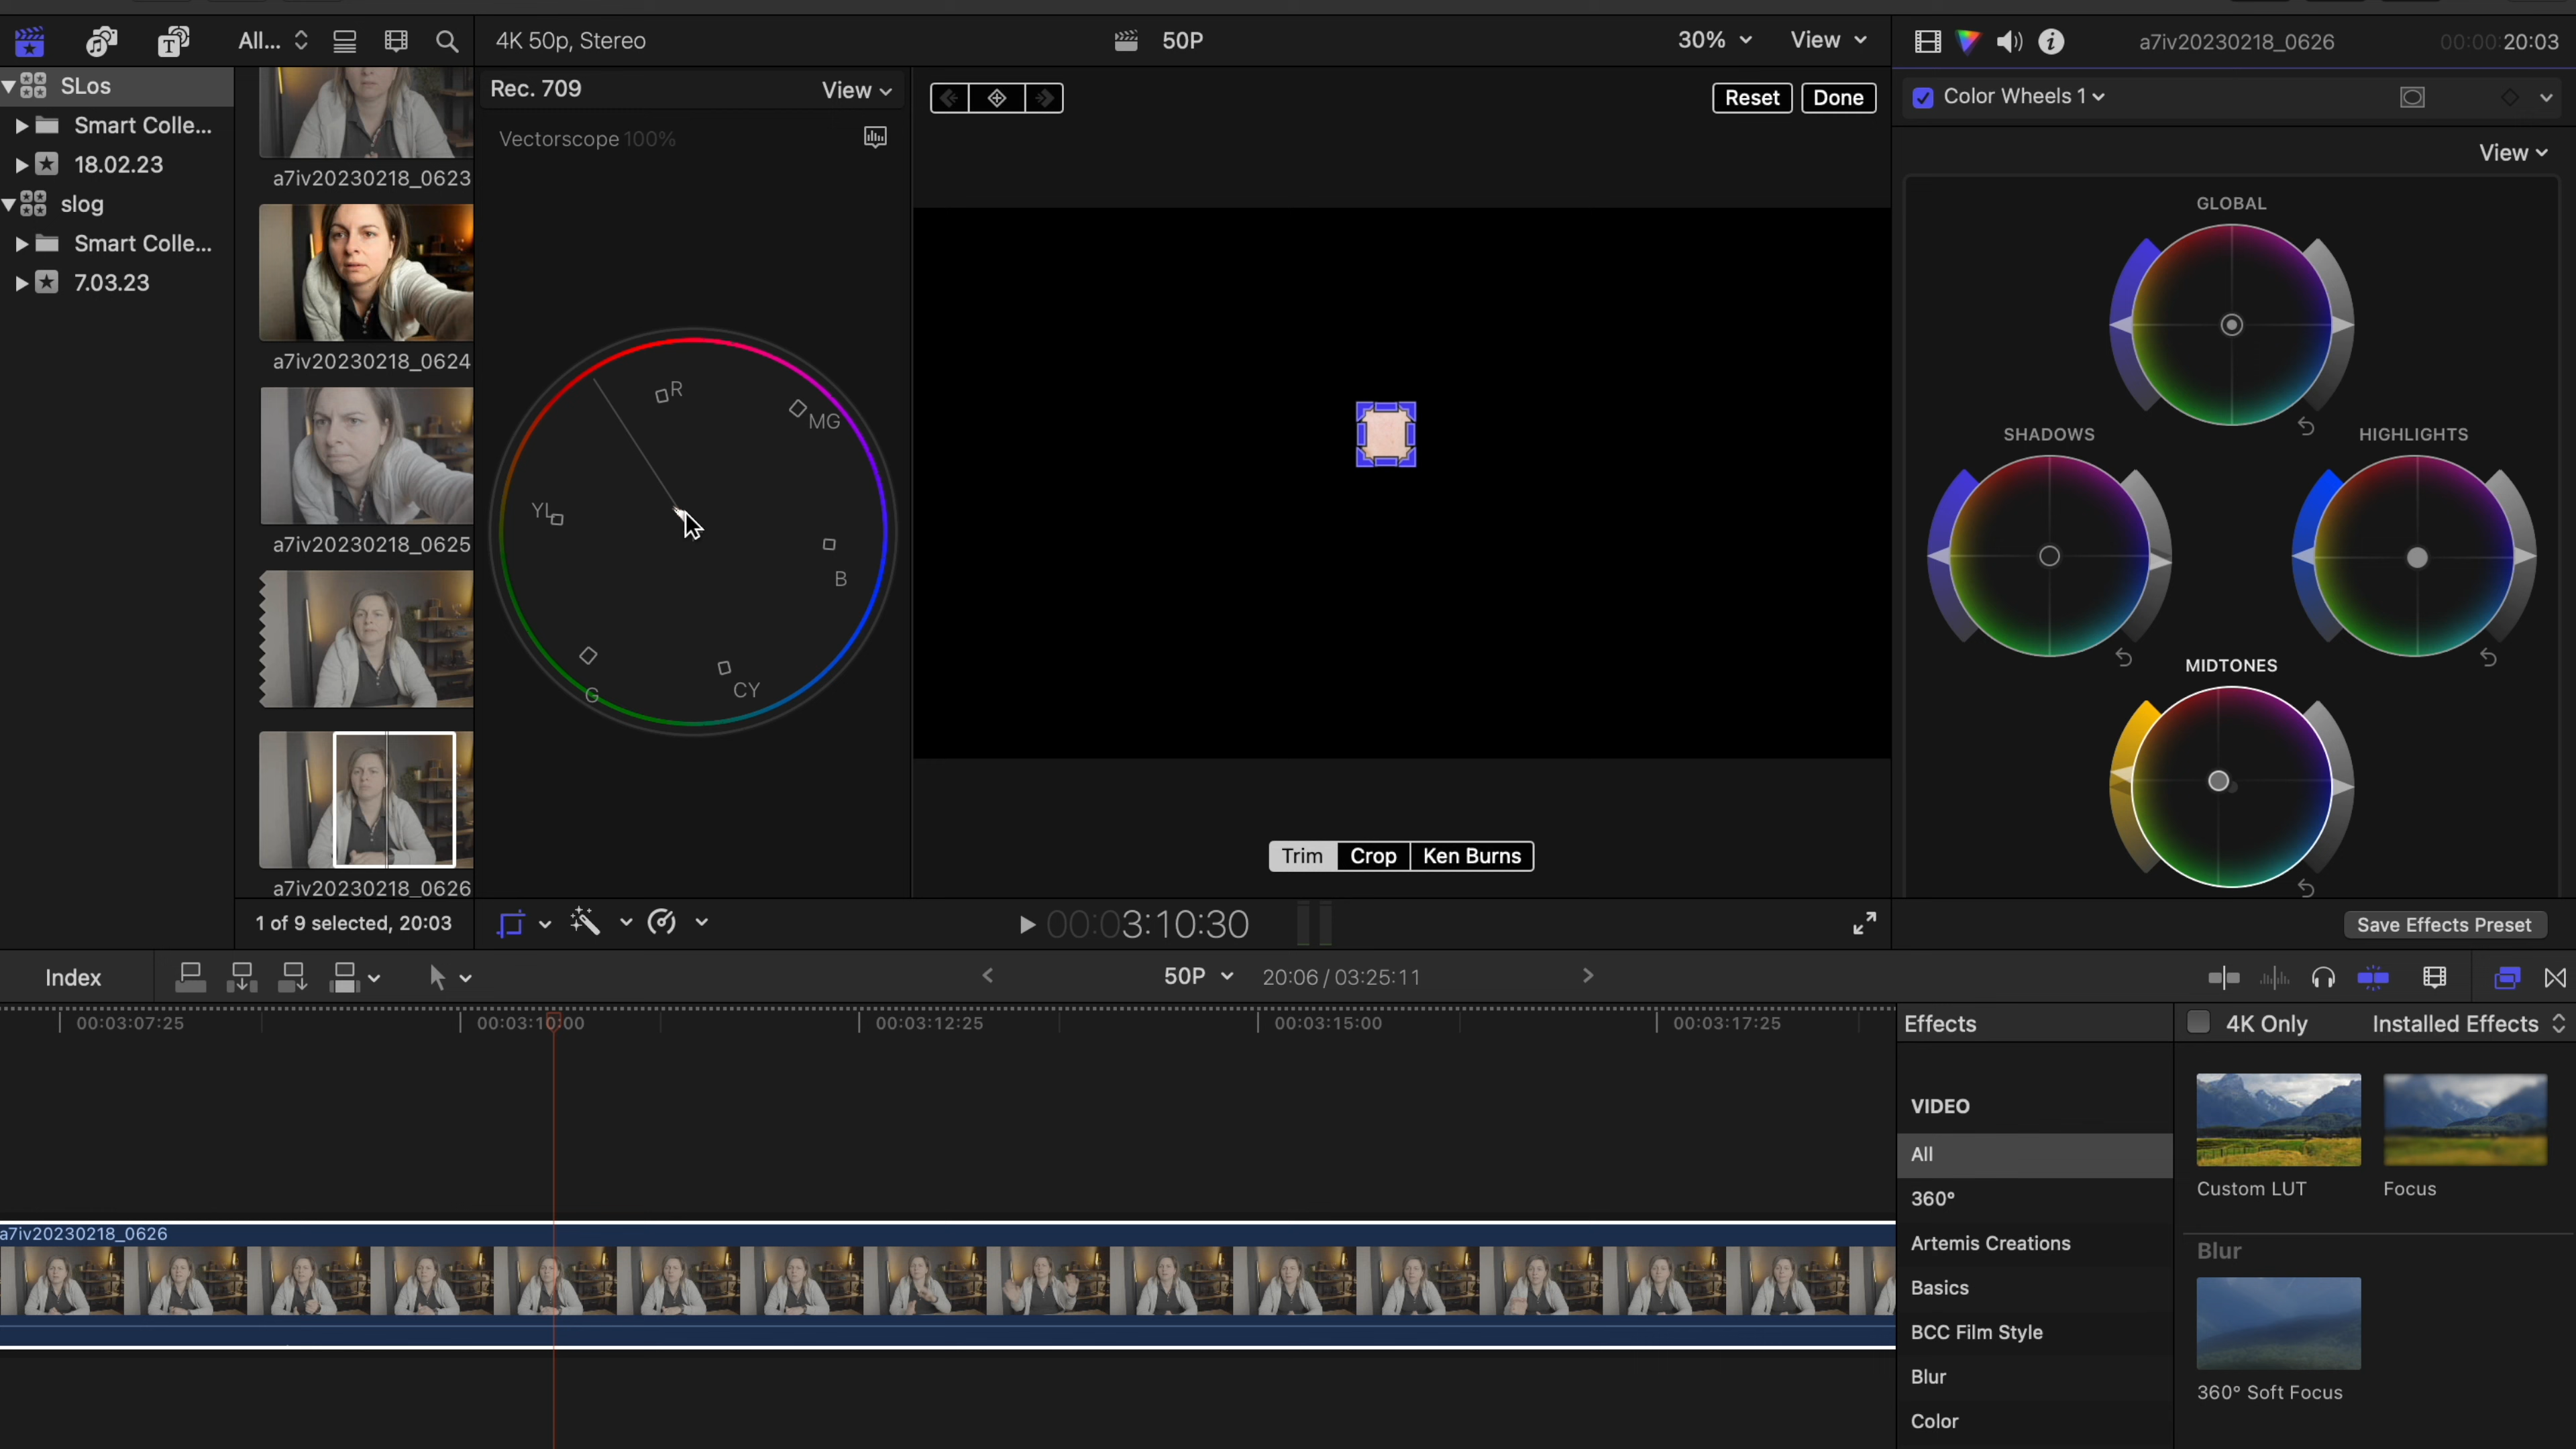 All...
4K 50p, Stereo
50P
30%
View
a7iv20230218_0626
00:00:20:03
SLos
Smart Colle...
18.02.23
slog
Smart Colle...
7.03.23
a7iv20230218_0623
a7iv20230218_0624
a7iv20230218_0625
a7iv20230218_0626
1 of 9 selected, 20:03
Rec. 709
View
Vectorscope 100%
R
MG
YL
B
G
CY
Reset
Done
Trim
Crop
Ken Burns
00:03:10:30
Color Wheels 1
View
GLOBAL
SHADOWS
HIGHLIGHTS
MIDTONES
Save Effects Preset
Index
50P
20:06 / 03:25:11
00:03:07:25
00:03:10:00
00:03:12:25
00:03:15:00
00:03:17:25
a7iv20230218_0626
Effects
4K Only
Installed Effects
VIDEO
All
360°
Artemis Creations
Basics
BCC Film Style
Blur
Color
Custom LUT
Focus
Blur
360° Soft Focus